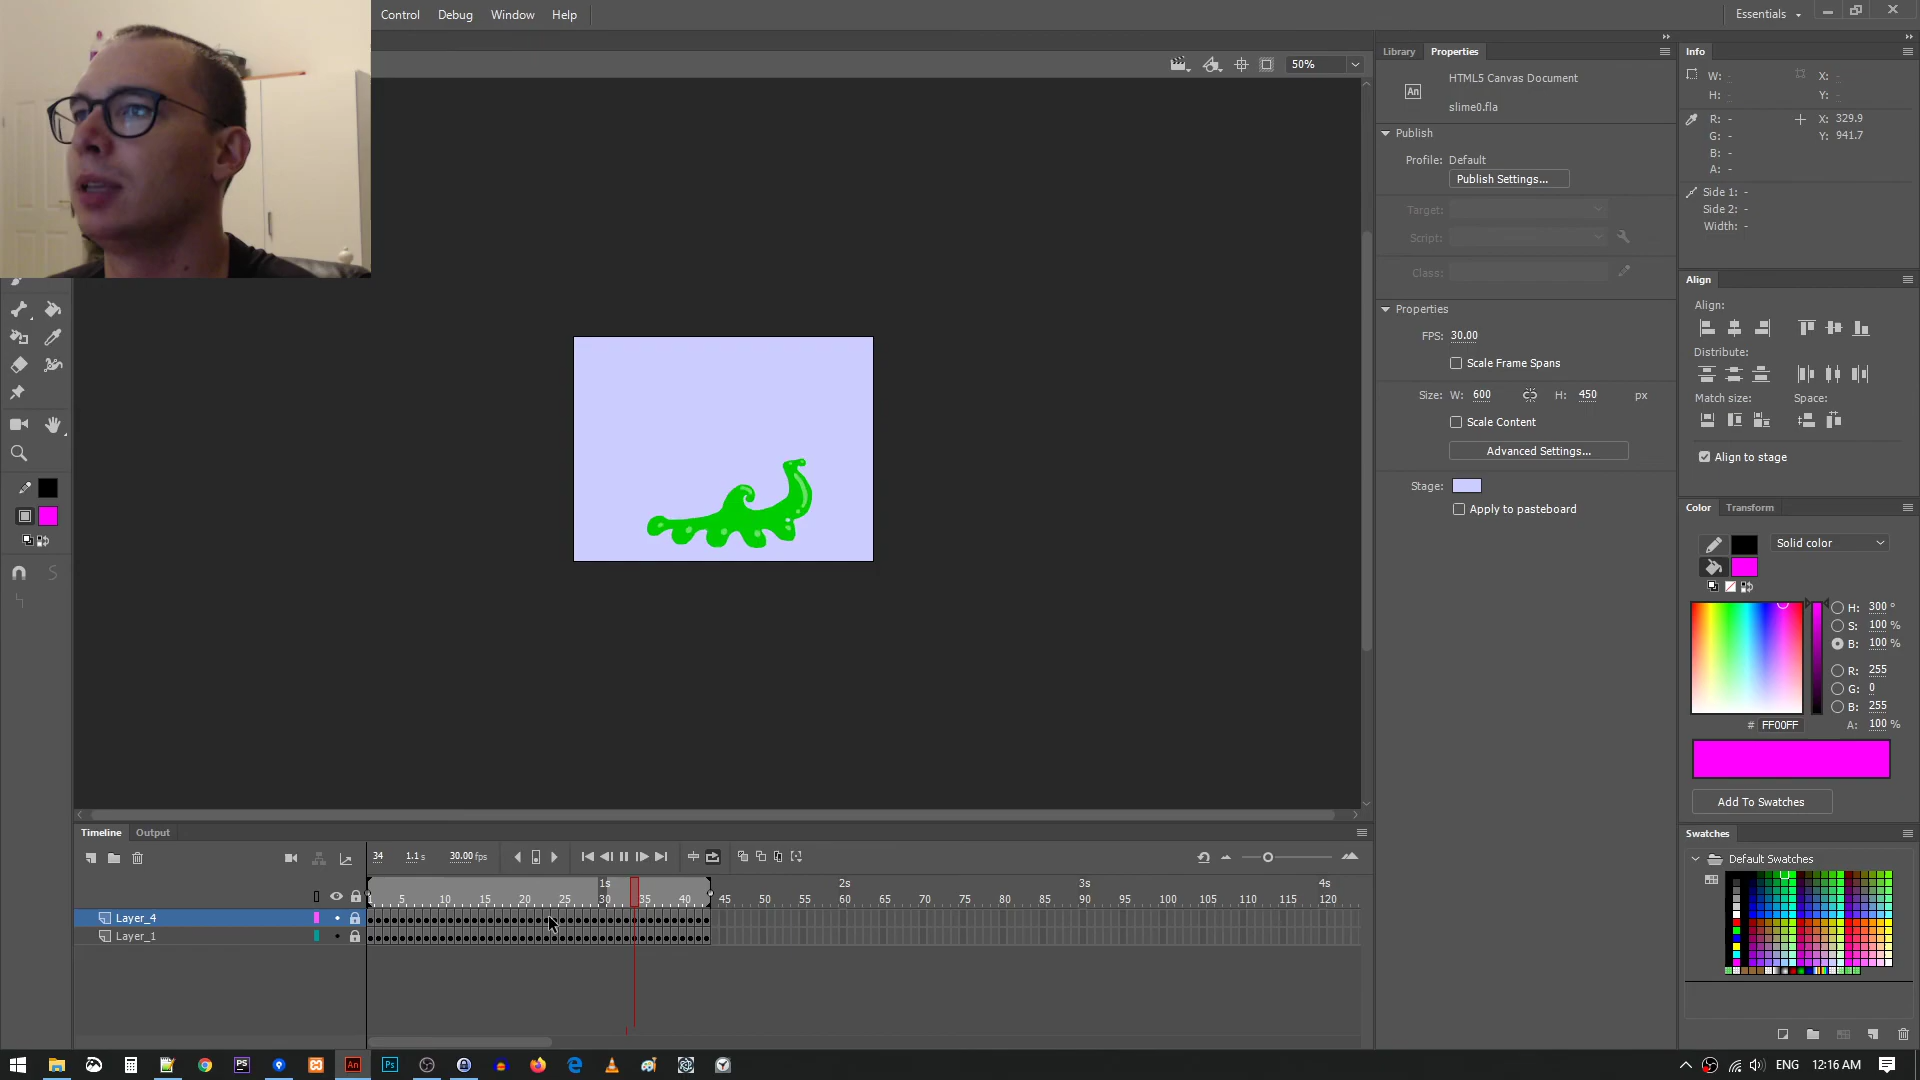 Control Debug Window Help
Essentials
50%
Library Properties
HTML5 Canvas Document
An
slime0.fla
Publish
Profile: Default
Publish Settings...
Target:
Script:
Class:
Properties
FPS: 30.00
Scale Frame Spans
Size: W: 600 H: 450 px
Scale Content
Advanced Settings...
Stage:
Apply to pasteboard
Info
W: - X: -
H: - Y: -
R: - X: 329.9
G: - Y: 941.7
B: -
A: -
Side 1: -
Side 2: -
Width: -
Align
Align:
Distribute:
Match size: Space:
Align to stage
Color Transform
Solid color
H: 300 °
S: 100 %
B: 100 %
R: 255
G: 0
B: 255
# FF00FF A: 100 %
Add To Swatches
Swatches
Default Swatches
Timeline Output
34 1.1 s 30.00 fps
1s 2s 3s 4s
1 5 10 15 20 25 30 35 40 45 50 55 60 65 70 75 80 85 90 95 100 105 110 115 120
Layer_4
Layer_1
PS An Ps
ENG 12:16 AM